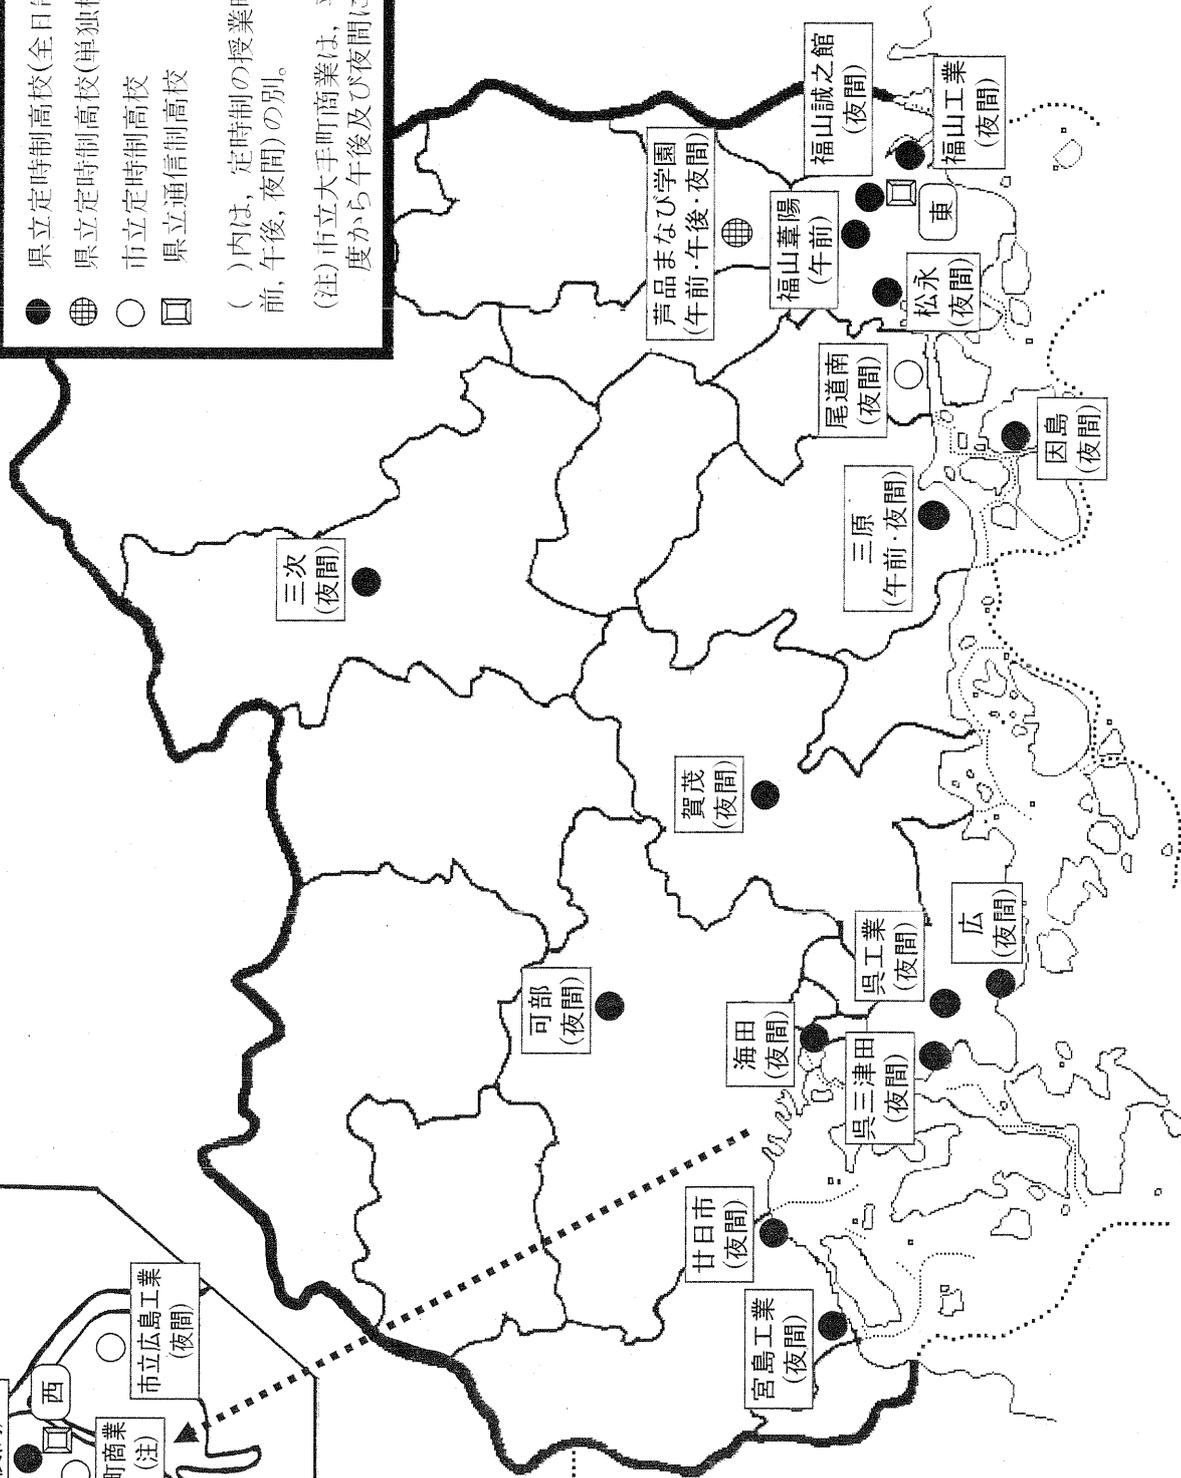 県立定時制高校(全日
県立定時制高校(単独
市立定時制高校
県立通信制高校
( )内は，定時制の授業
前,午後,夜間)の別。
(注)市立大手町商業は，
度から午後及び夜間に
西
町商業
(注)
市立広島工業
(夜間)
三次
(夜間)
可部
(夜間)
芦品まなび学園
(午前・午後・夜間)
福山誠之館
(夜間)
福山葦陽
(午前)
福山工業
(夜間)
東
松永
(夜間)
尾道南
(夜間)
因島
(夜間)
三原
(午前・夜間)
賀茂
(夜間)
広
(夜間)
呉工業
(夜間)
海田
(夜間)
呉三津田
(夜間)
廿日市
(夜間)
宮島工業
(夜間)